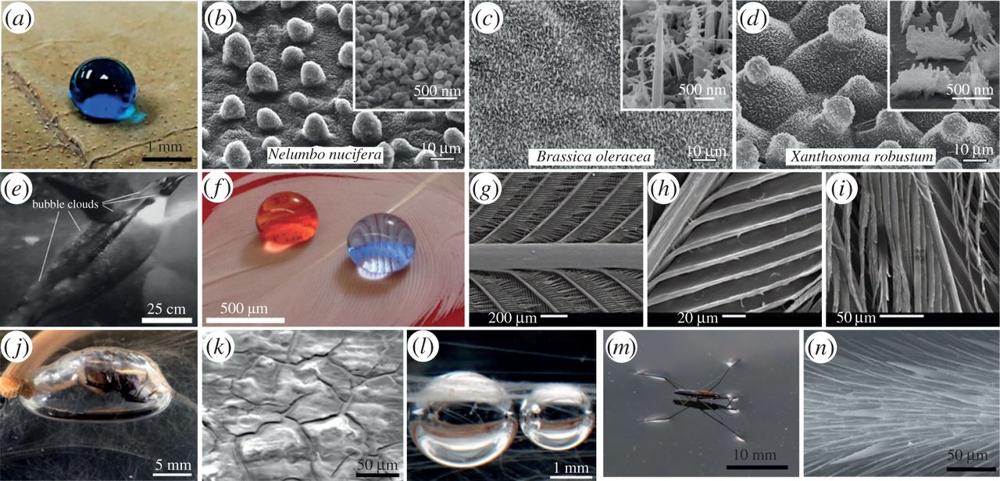 (a)
1 mm
(b)
500 nm
Nelumbo nucifera
10 µm
(c)
500 nm
Brassica oleracea
10 µm
(d)
500 nm
Xanthosoma robustum
10 µm
(e)
bubble clouds
25 cm
(f)
500 µm
(g)
200 µm
(h)
20 µm
(i)
50 µm
(j)
5 mm
(k)
50 µm
(l)
1 mm
(m)
10 mm
(n)
50 µm